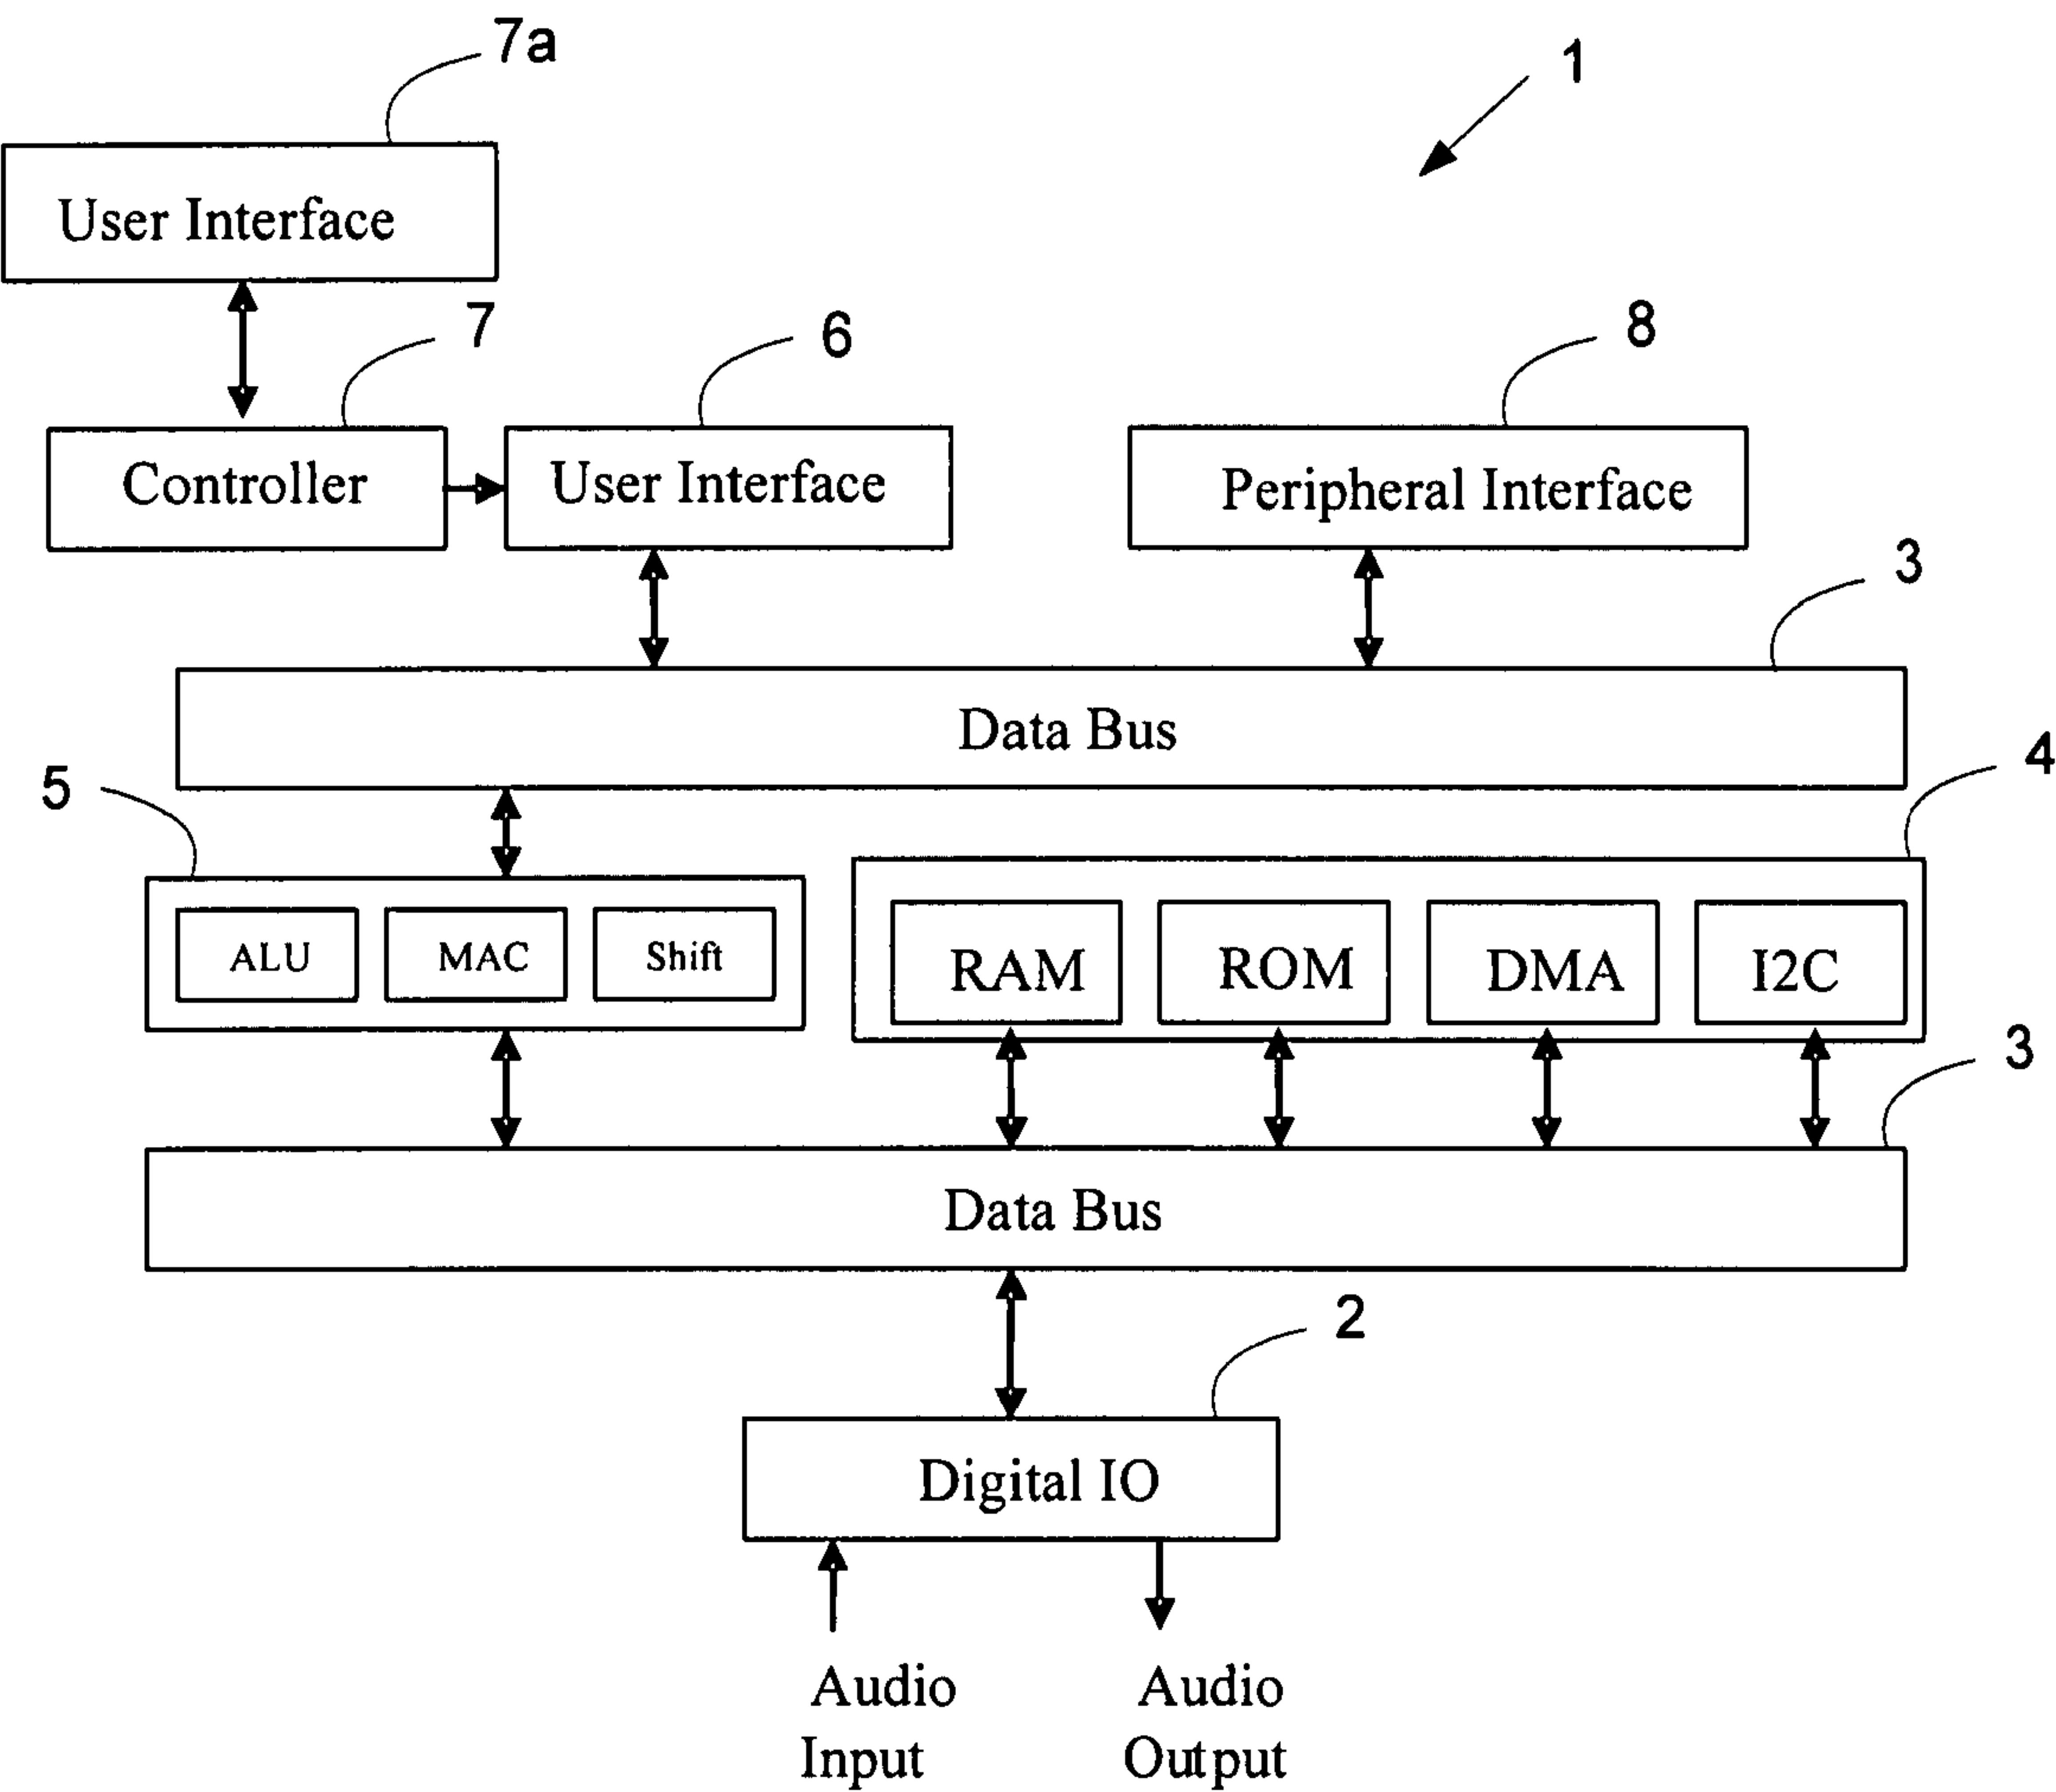 7a
1
User Interface
7
6
8
Controller
User Interface
Peripheral Interface
3
Data Bus
4
5
ALU
MAC
Shift
RAM
ROM
DMA
I2C
3
Data Bus
2
Digital IO
Audio
Input
Audio
Output